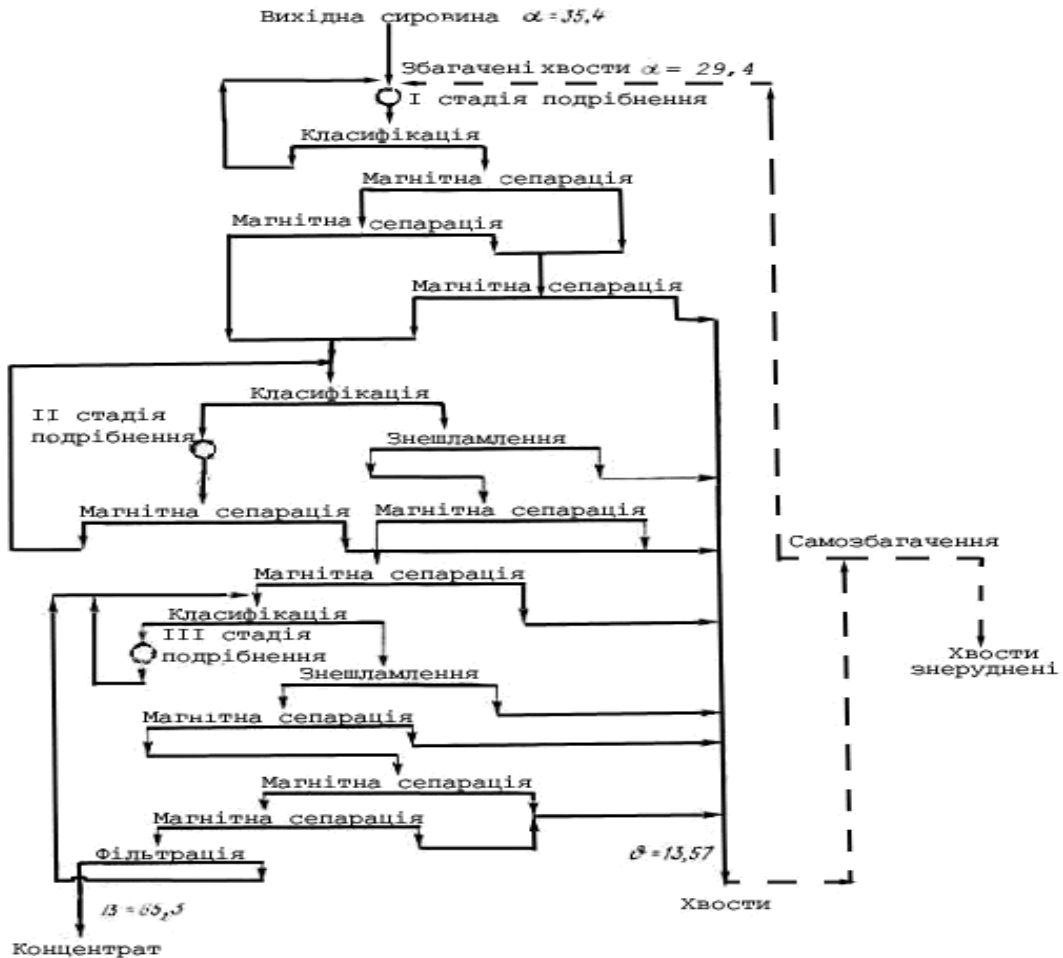 Вихідна сировина α = 35,4
Збагачені хвости α = 29,4
I стадія подрібнення
Класифікація
Магнітна сепарація
Магнітна сепарація
Магнітна сепарація
Класифікація
II стадія
подрібнення
Знешламлення
Магнітна сепарація
Магнітна сепарація
Самозбагачення
Магнітна сепарація
Класифікація
III стадія
подрібнення
Хвости
знеруднені
Знешламлення
Магнітна сепарація
Магнітна сепарація
Магнітна сепарація
Фільтрація
ϑ = 13,57
Хвости
Концентрат